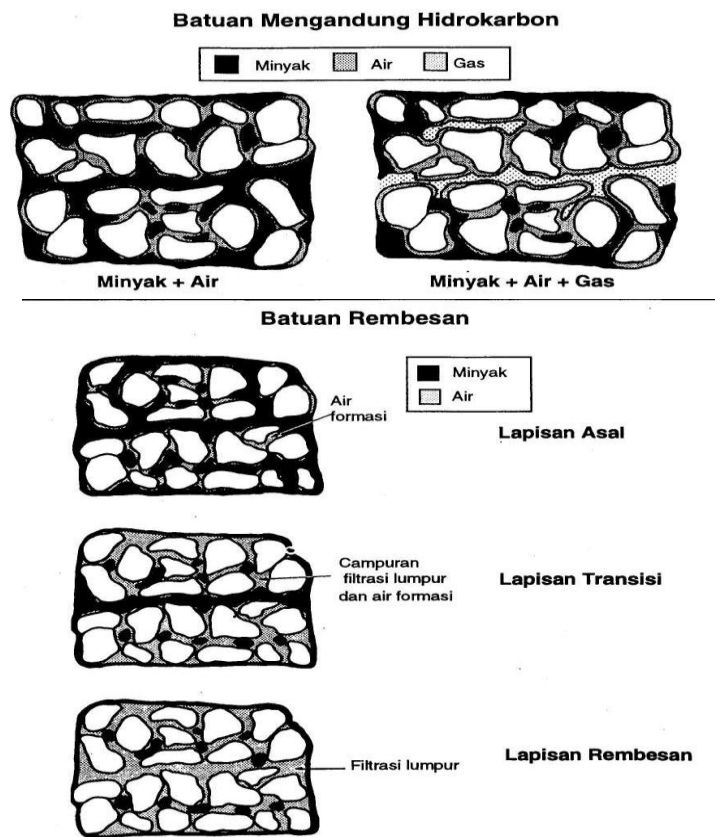 Batuan Mengandung Hidrokarbon
Minyak Air Gas
Minyak + Air
Minyak + Air + Gas
Batuan Rembesan
Minyak
Air
Air
formasi
Lapisan Asal
Campuran
filtrasi lumpur
dan air formasi
Lapisan Transisi
Filtrasi lumpur
Lapisan Rembesan